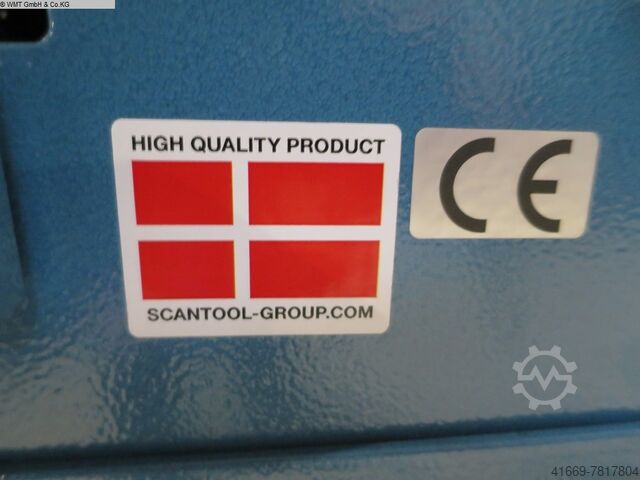 © WMT GmbH & Co.KG
HIGH QUALITY PRODUCT
CE
SCANTOOL-GROUP.COM
41669-7817804